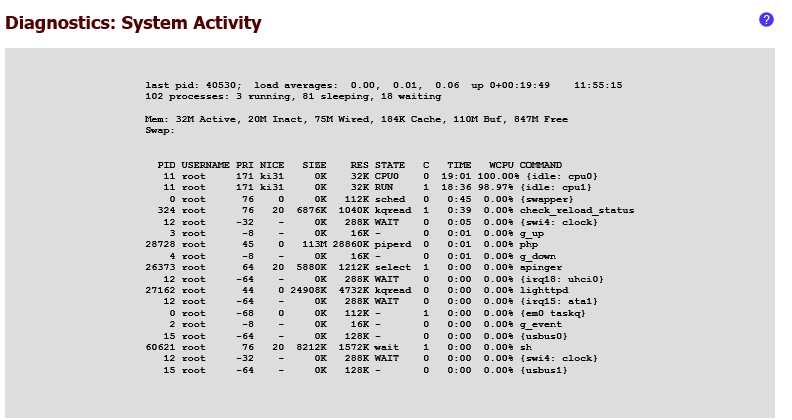 Diagnostics: System Activity
?
last pid: 40530;  load averages:  0.00,  0.01,  0.06  up 0+00:19:49    11:55:15
102 processes: 3 running, 81 sleeping, 18 waiting
Mem: 32M Active, 20M Inact, 75M Wired, 184K Cache, 110M Buf, 847M Free
Swap:
  PID USERNAME PRI NICE   SIZE    RES STATE   C   TIME   WCPU COMMAND
   11 root     171 ki31     0K    32K CPU0    0  19:01 100.00% {idle: cpu0}
   11 root     171 ki31     0K    32K RUN     1  18:36 98.97% {idle: cpu1}
    0 root      76    0     0K   112K sched   0   0:45  0.00% {swapper}
  324 root      76   20  6876K  1040K kqread  1   0:39  0.00% check_reload_status
   12 root     -32    -     0K   288K WAIT    0   0:05  0.00% {swi4: clock}
    3 root      -8    -     0K    16K -       0   0:01  0.00% g_up
28728 root      45    0   113M 28860K piperd  0   0:01  0.00% php
    4 root      -8    -     0K    16K -       0   0:01  0.00% g_down
26373 root      64   20  5880K  1212K select  1   0:00  0.00% apinger
   12 root     -64    -     0K   288K WAIT    0   0:00  0.00% {irq18: uhci0}
27162 root      44    0 24908K  4732K kqread  0   0:00  0.00% lighttpd
   12 root     -64    -     0K   288K WAIT    0   0:00  0.00% {irq15: ata1}
    0 root     -68    0     0K   112K -       1   0:00  0.00% {em0 taskq}
    2 root      -8    -     0K    16K -       0   0:00  0.00% g_event
   15 root     -64    -     0K   128K -       0   0:00  0.00% {usbus0}
60621 root      76   20  8212K  1572K wait    1   0:00  0.00% sh
   12 root     -32    -     0K   288K WAIT    0   0:00  0.00% {swi4: clock}
   15 root     -64    -     0K   128K -       0   0:00  0.00% {usbus1}